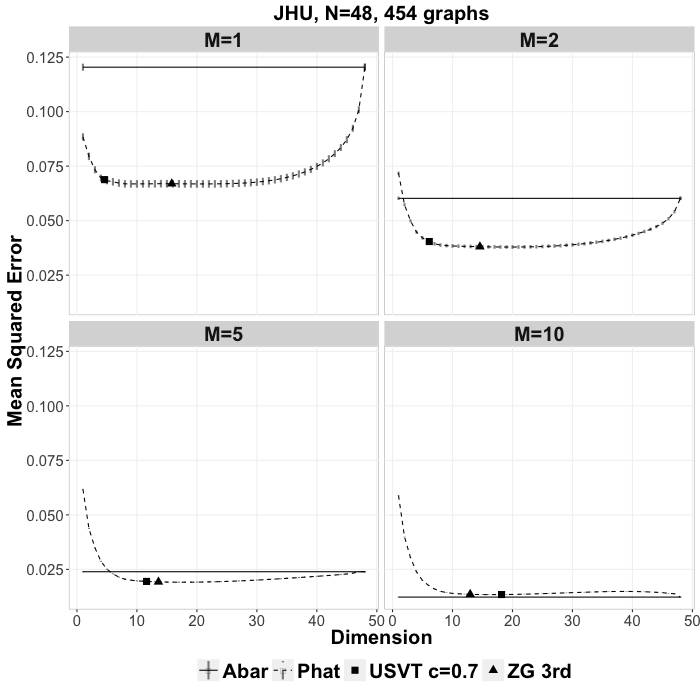 JHU, N=48, 454 graphs
M=1 M=2
0.125
0.100
0.075
0.050
0.025
M=5 M=10
0.125
0.100
0.075
0.050
0.025
0 10 20 30 40 50 0 10 20 30 40 50
Mean Squared Error
Dimension
Abar Phat USVT c=0.7 ZG 3rd